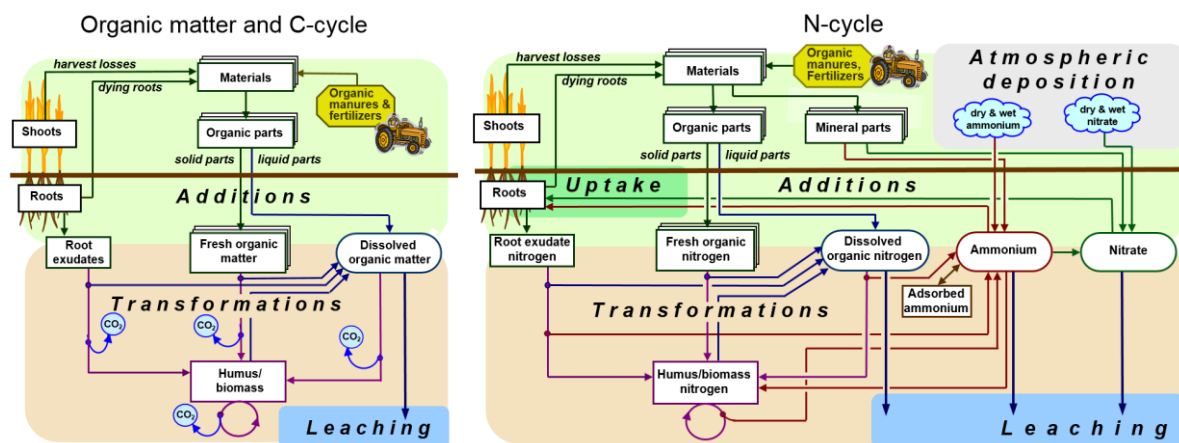 Organic matter and C-cycle
harvest losses
dying roots
Materials
Organic
manures &
fertilizers
Shoots
Organic parts
solid parts
liquid parts
Roots
Additions
Root
exudates
Fresh organic
matter
Dissolved
organic matter
Transformations
CO2
CO2
CO2
Humus/
biomass
CO2
Leaching
N-cycle
harvest losses
dying roots
Materials
Organic
manures,
Fertilizers
Atmospheric
deposition
dry & wet
ammonium
dry & wet
nitrate
Shoots
Organic parts
Mineral parts
solid parts
liquid parts
Roots
Uptake
Additions
Root exudate
nitrogen
Fresh organic
nitrogen
Dissolved
organic nitrogen
Ammonium
Nitrate
Adsorbed
ammonium
Transformations
Humus/biomass
nitrogen
Leaching